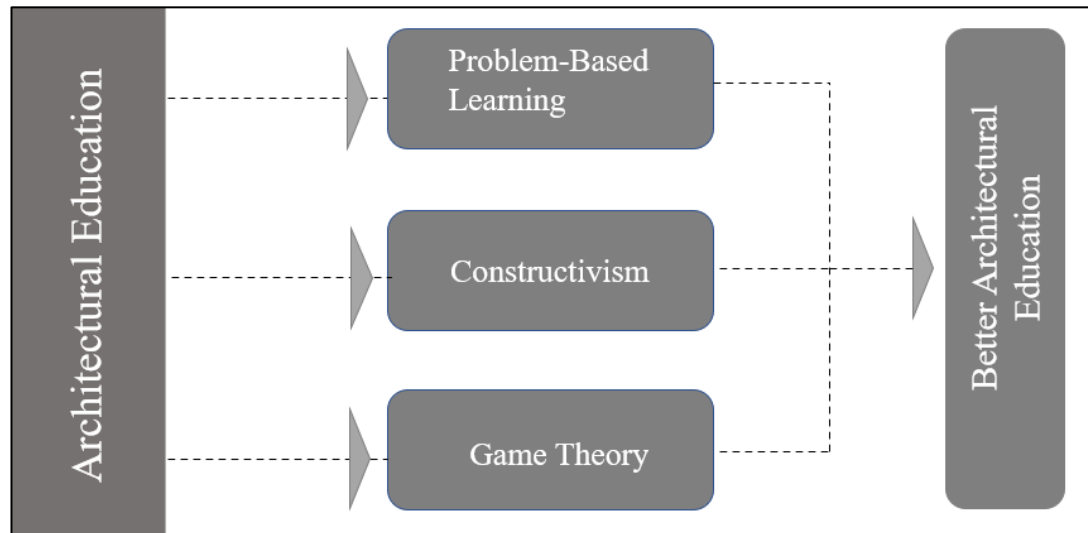 Architectural Education
Problem-Based
Learning
Constructivism
Game Theory
Better Architectural
Education